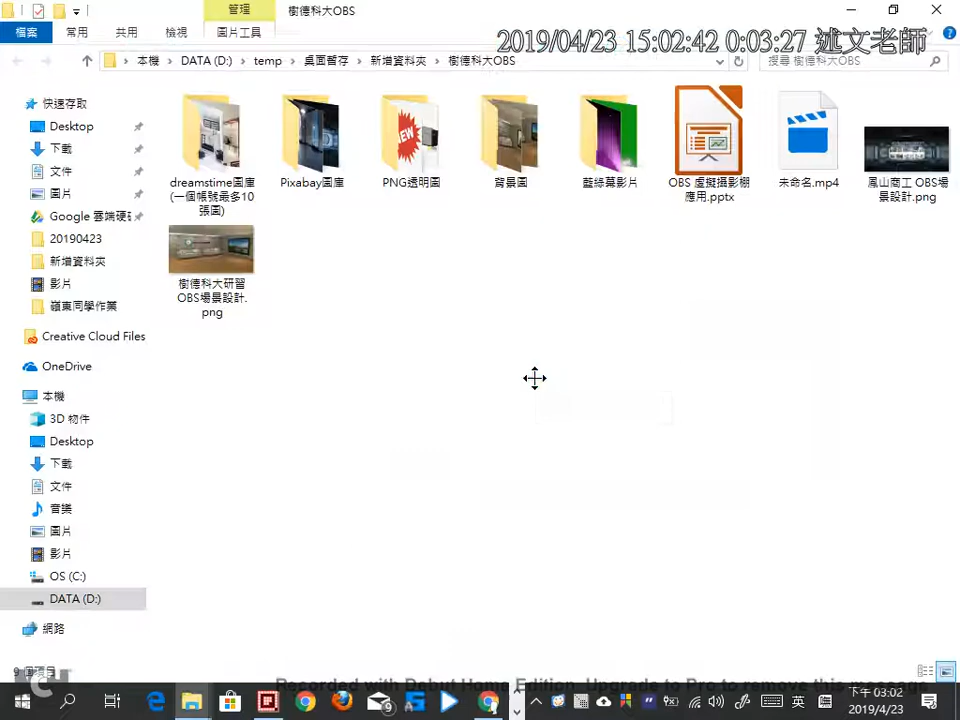 管理
樹德科大OBS
檔案
常用
共用
檢視
圖片工具
2019/04/23 15:02:42 0:03:27 述文老師
本機 › DATA (D:) › temp › 桌面暫存 › 新增資料夾 › 樹德科大OBS
搜尋 樹德科大OBS
快速存取
Desktop
下載
文件
圖片
Google 雲端硬碟
20190423
新增資料夾
影片
嶺東同學作業
Creative Cloud Files
OneDrive
本機
3D 物件
Desktop
下載
文件
音樂
圖片
影片
OS (C:)
DATA (D:)
網路
dreamstime圖庫
(一個帳號最多10
張圖)
Pixabay圖庫
NEW
PNG透明圖
背景圖
藍綠幕影片
OBS 虛擬攝影棚
應用.pptx
未命名.mp4
鳳山商工 OBS場
景設計.png
樹德科大研習
OBS場景設計.
png
9 個項目
Recorded with Debut Home Edition. Upgrade to Pro to remove this message
9
英
下午 03:02
2019/4/23